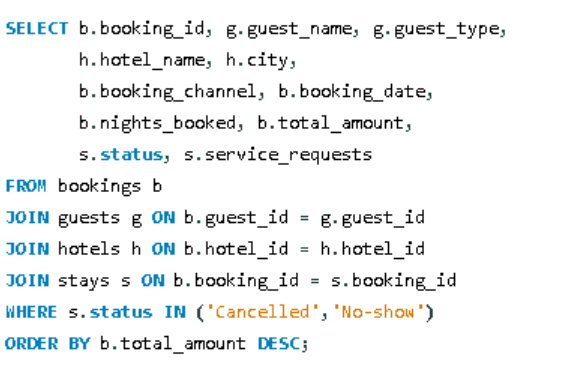 SELECT b.booking_id, g.guest_name, g.guest_type,
h.hotel_name, h.city,
b.booking_channel, b.booking_date,
b.nights_booked, b.total_amount,
s.status, s.service_requests
FROM bookings b
JOIN guests g ON b.guest_id = g.guest_id
JOIN hotels h ON b.hotel_id = h.hotel_id
JOIN stays s ON b.booking_id = s.booking_id
WHERE s.status IN ('Cancelled','No-show')
ORDER BY b.total_amount DESC;